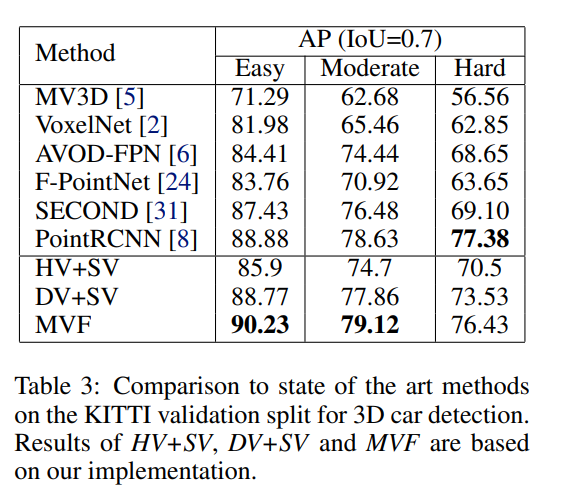 Method AP (IoU=0.7)
Easy Moderate Hard
MV3D [5] 71.29 62.68 56.56
VoxelNet [2] 81.98 65.46 62.85
AVOD-FPN [6] 84.41 74.44 68.65
F-PointNet [24] 83.76 70.92 63.65
SECOND [31] 87.43 76.48 69.10
PointRCNN [8] 88.88 78.63 77.38
HV+SV 85.9 74.7 70.5
DV+SV 88.77 77.86 73.53
MVF 90.23 79.12 76.43
Table 3: Comparison to state of the art methods
on the KITTI validation split for 3D car detection.
Results of HV+SV, DV+SV and MVF are based
on our implementation.